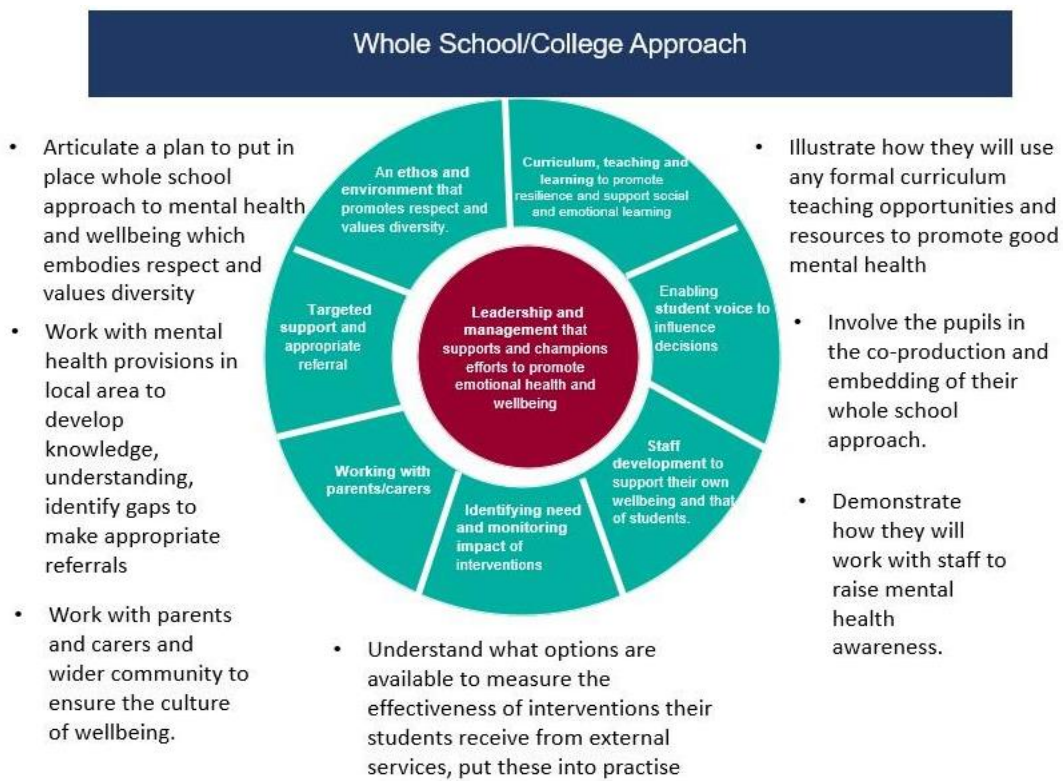 Whole School/College Approach
• Articulate a plan to put in
place whole school
approach to mental health
and wellbeing which
embodies respect and
values diversity
• Work with mental
health provisions in
local area to
develop
knowledge,
understanding,
identify gaps to
make appropriate
referrals
• Work with parents
and carers and
wider community to
ensure the culture
of wellbeing.
An ethos and
environment that
promotes respect and
values diversity.
Curriculum, teaching and
learning to promote
resilience and support social
and emotional learning
Enabling
student voice to
influence
decisions
Staff
development to
support their own
wellbeing and that
of students.
Identifying need
and monitoring
impact of
interventions
Working with
parents/carers
Targeted
support and
appropriate
referral
Leadership and
management that
supports and champions
efforts to promote
emotional health and
wellbeing
• Illustrate how they will use
any formal curriculum
teaching opportunities and
resources to promote good
mental health
• Involve the pupils in
the co-production and
embedding of their
whole school
approach.
• Demonstrate
how they will
work with staff to
raise mental
health
awareness.
• Understand what options are
available to measure the
effectiveness of interventions their
students receive from external
services, put these into practise